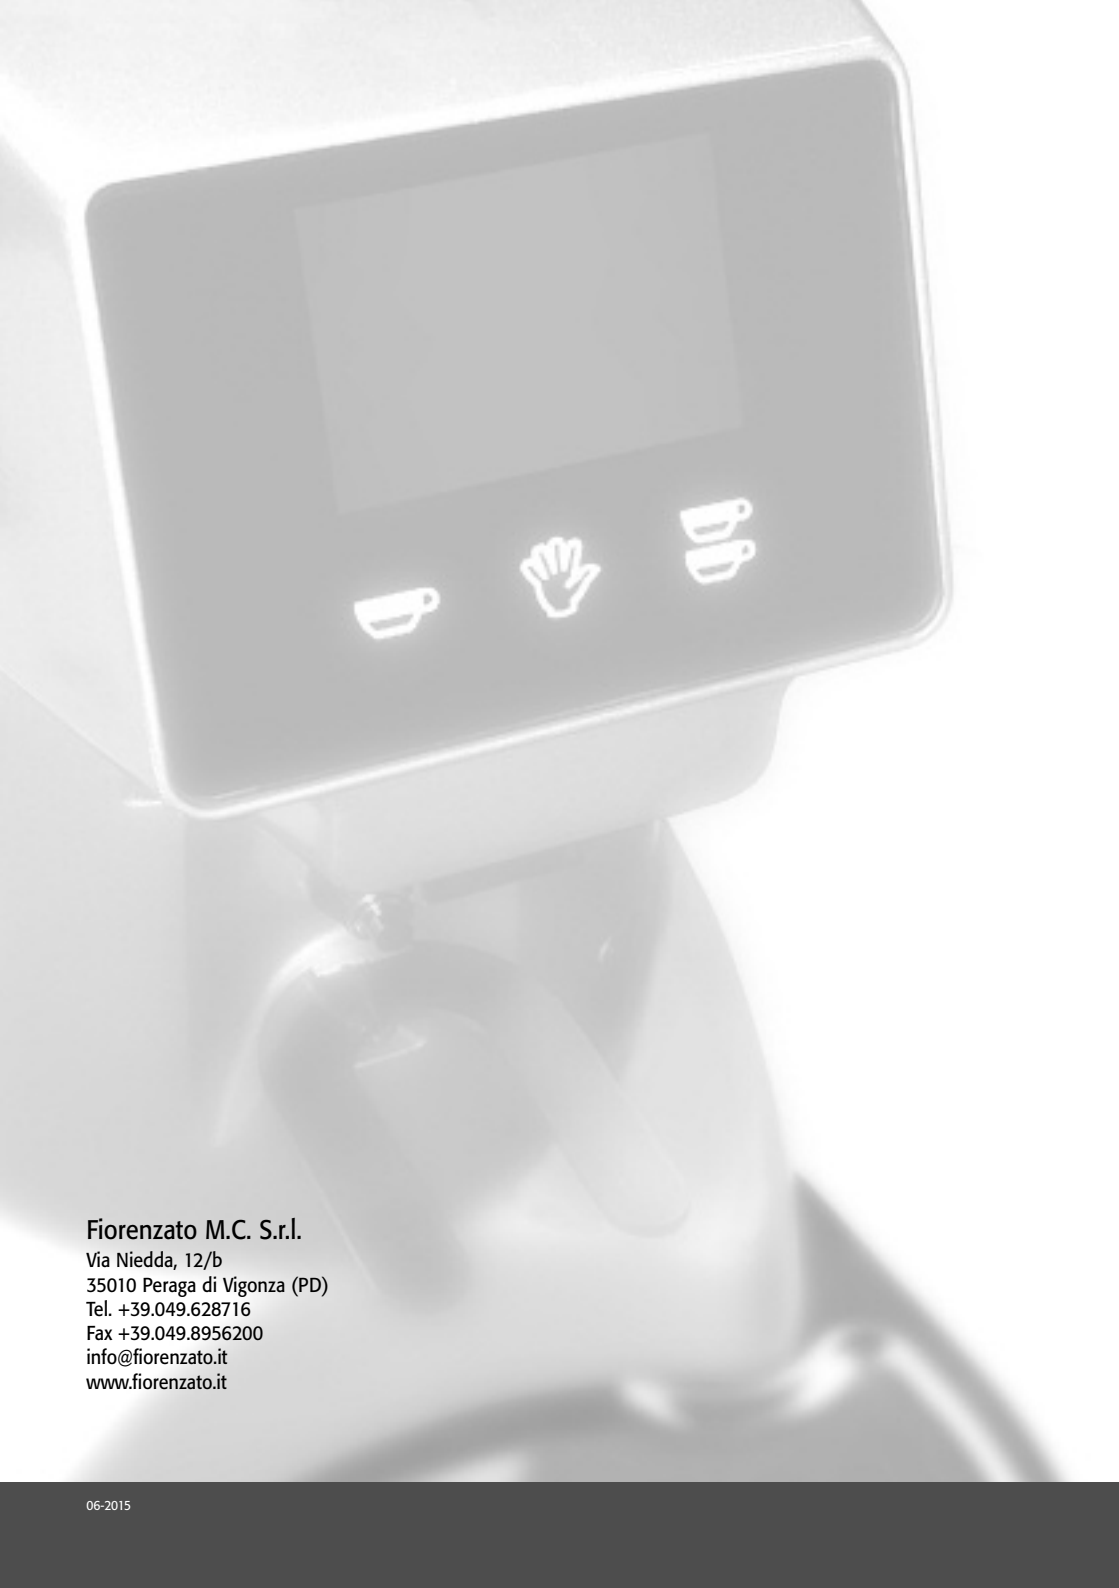 Fiorenzato M.C. S.r.l.
Via Niedda, 12/b
35010 Peraga di Vigonza (PD)
Tel. +39.049.628716
Fax +39.049.8956200
info@fiorenzato.it
www.fiorenzato.it
06-2015